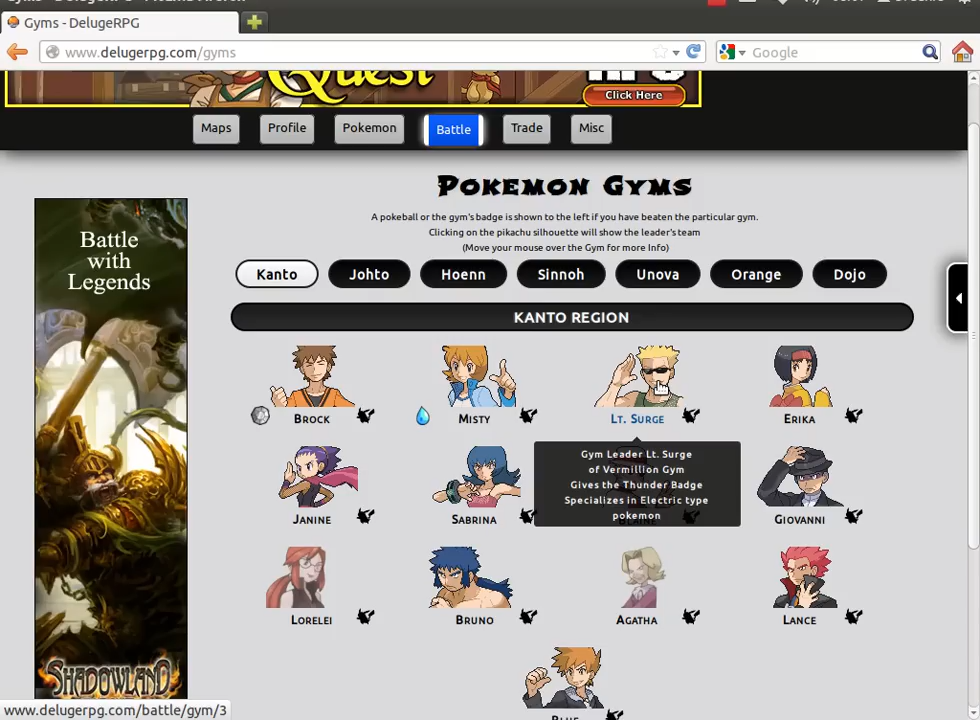 Gyms - DelugeRPG
www.delugerpg.com/gyms
Google
Quest
Click Here
Maps
Profile
Pokemon
Battle
Trade
Misc
Pokemon Gyms
A pokeball or the gym's badge is shown to the left if you have beaten the particular gym.
Clicking on the pikachu silhouette will show the leader's team
(Move your mouse over the Gym for more Info)
Kanto
Johto
Hoenn
Sinnoh
Unova
Orange
Dojo
KANTO REGION
Brock
Misty
Lt. Surge
Erika
Gym Leader Lt. Surge
of Vermillion Gym
Gives the Thunder Badge
Specializes in Electric type
pokemon
Janine
Sabrina
Blaine
Giovanni
Lorelei
Bruno
Agatha
Lance
Blue
Battle
with
Legends
SHADOWLAND
www.delugerpg.com/battle/gym/3